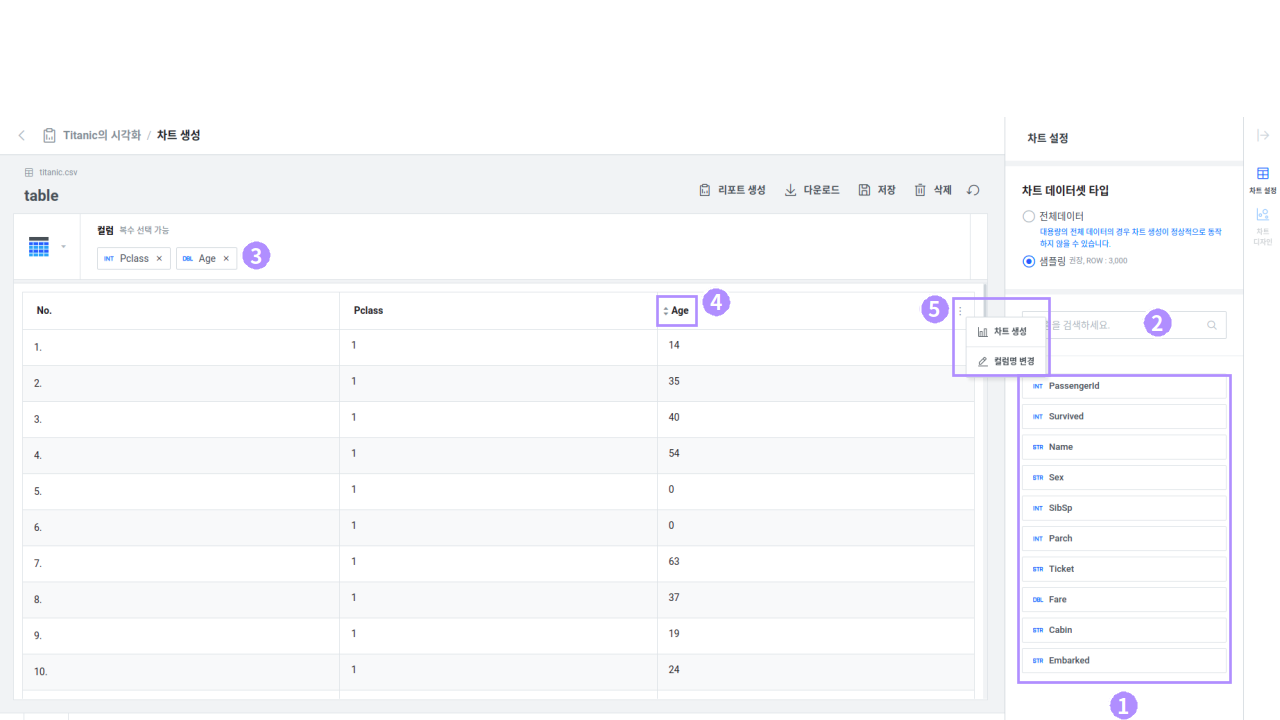 Titanic의 시각화 / 차트 생성
titanic.csv
table
리포트 생성
다운로드
저장
삭제
컬럼 복수 선택 가능
INT Pclass ×
DBL Age ×
3
No.
Pclass
Age
4
5
1. 1 14
2. 1 35
3. 1 40
4. 1 54
5. 1 0
6. 1 0
7. 1 63
8. 1 37
9. 1 19
10. 1 24
차트 생성
컬럼명 변경
차트 설정
차트 데이터셋 타입
전체데이터
대용량의 전체 데이터의 경우 차트 생성이 정상적으로 동작
하지 않을 수 있습니다.
샘플링 권장, ROW : 3,000
을 검색하세요.
2
INT PassengerId
INT Survived
STR Name
STR Sex
INT SibSp
INT Parch
STR Ticket
DBL Fare
STR Cabin
STR Embarked
1
차트 설정
차트
디자인